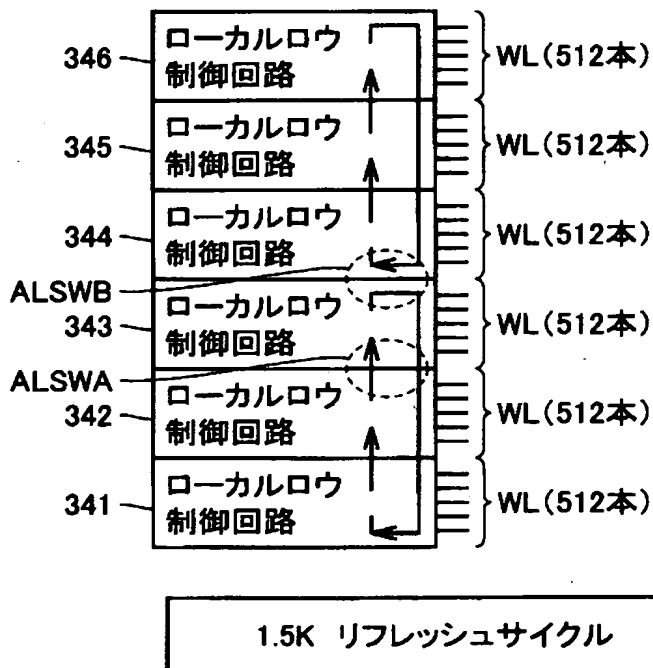 346
ローカルロウ
制御回路
WL(512本)
345
ローカルロウ
制御回路
WL(512本)
344
ローカルロウ
制御回路
WL(512本)
ALSWB
343
ローカルロウ
制御回路
WL(512本)
ALSWA
342
ローカルロウ
制御回路
WL(512本)
341
ローカルロウ
制御回路
WL(512本)
1.5K リフレッシュサイクル